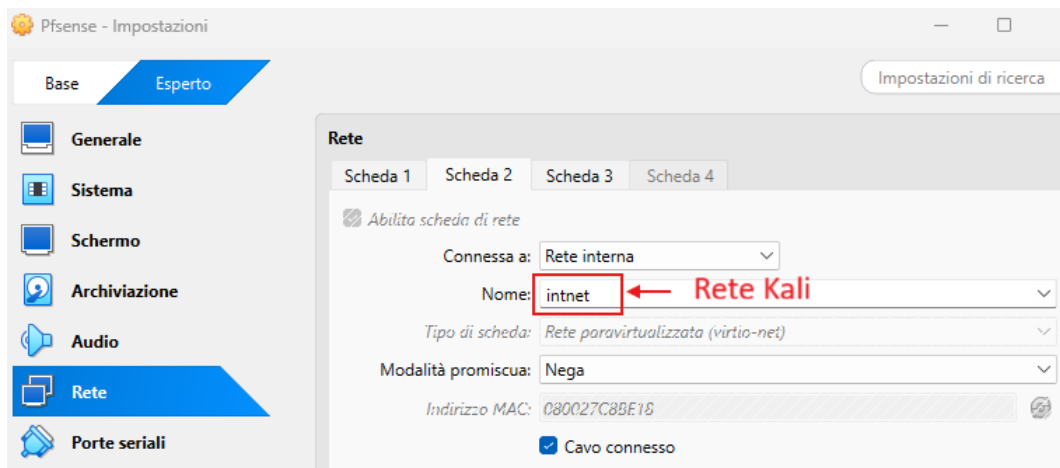 Pfsense - Impostazioni
Base Esperto
Impostazioni di ricerca
Generale
Sistema
Schermo
Archiviazione
Audio
Rete
Porte seriali
Rete
Scheda 1 Scheda 2 Scheda 3 Scheda 4
Abilita scheda di rete
Connessa a: Rete interna
Nome: intnet Rete Kali
Tipo di scheda: Rete paravirtualizzata (virtio-net)
Modalità promiscua: Nega
Indirizzo MAC: 080027C8BE18
Cavo connesso